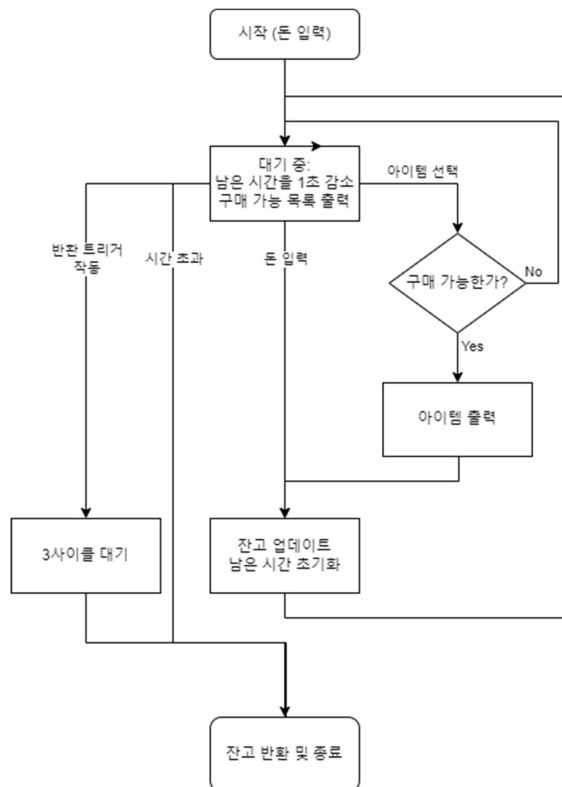 시작 (돈 입력)
대기 중:
남은 시간을 1초 감소
구매 가능 목록 출력
아이템 선택
반환 트리거
작동
시간 초과
돈 입력
구매 가능한가?
No
Yes
아이템 출력
3사이클 대기
잔고 업데이트
남은 시간 초기화
잔고 반환 및 종료